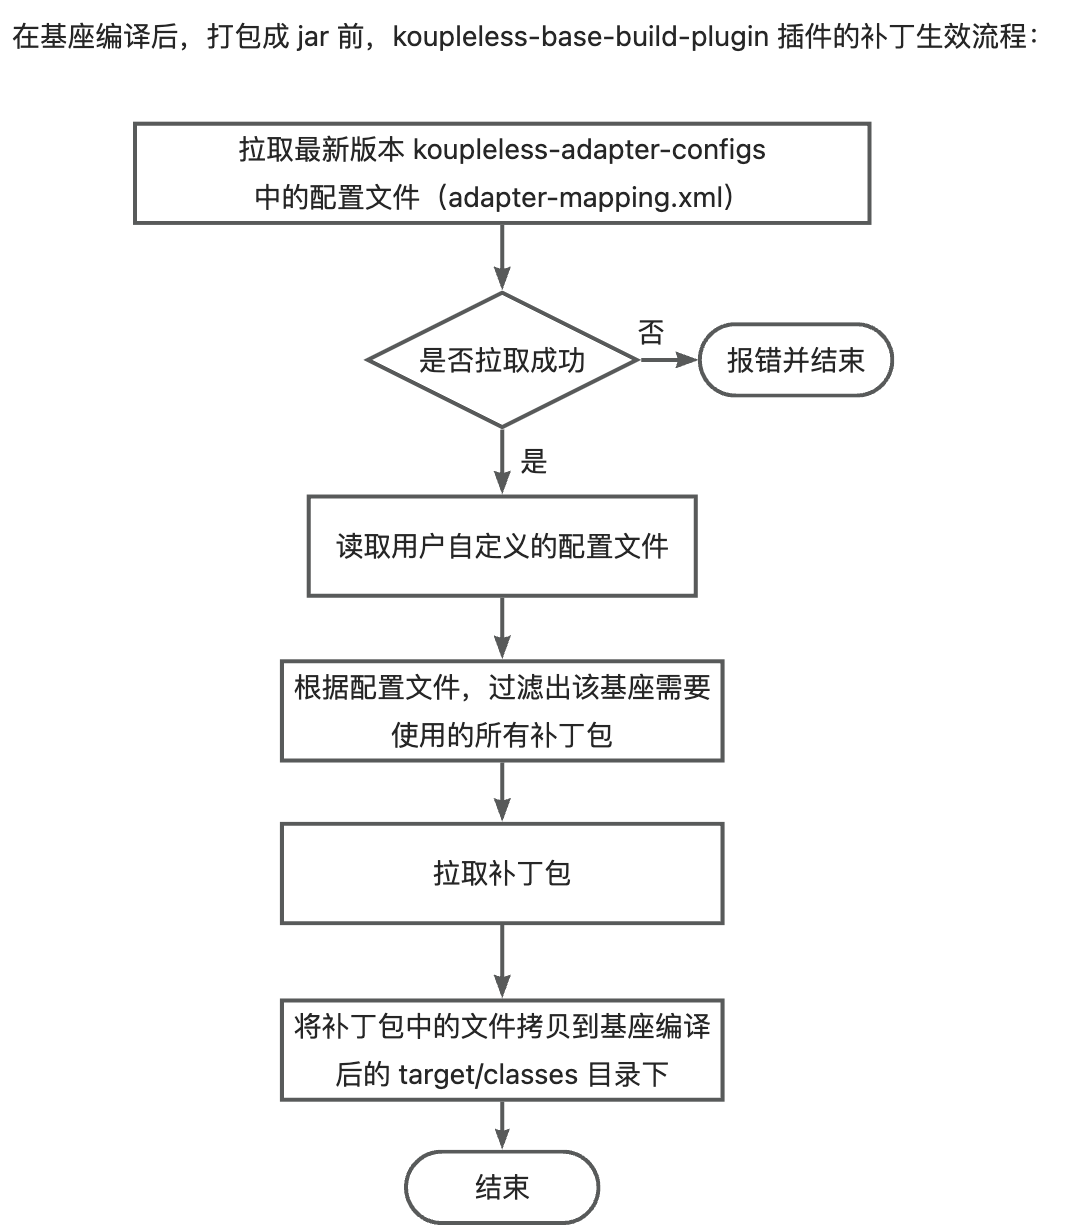 在基座编译后，打包成 jar 前，koupleless-base-build-plugin 插件的补丁生效流程：
拉取最新版本 koupleless-adapter-configs
中的配置文件（adapter-mapping.xml）
是否拉取成功
否
报错并结束
是
读取用户自定义的配置文件
根据配置文件，过滤出该基座需要
使用的所有补丁包
拉取补丁包
将补丁包中的文件拷贝到基座编译
后的 target/classes 目录下
结束